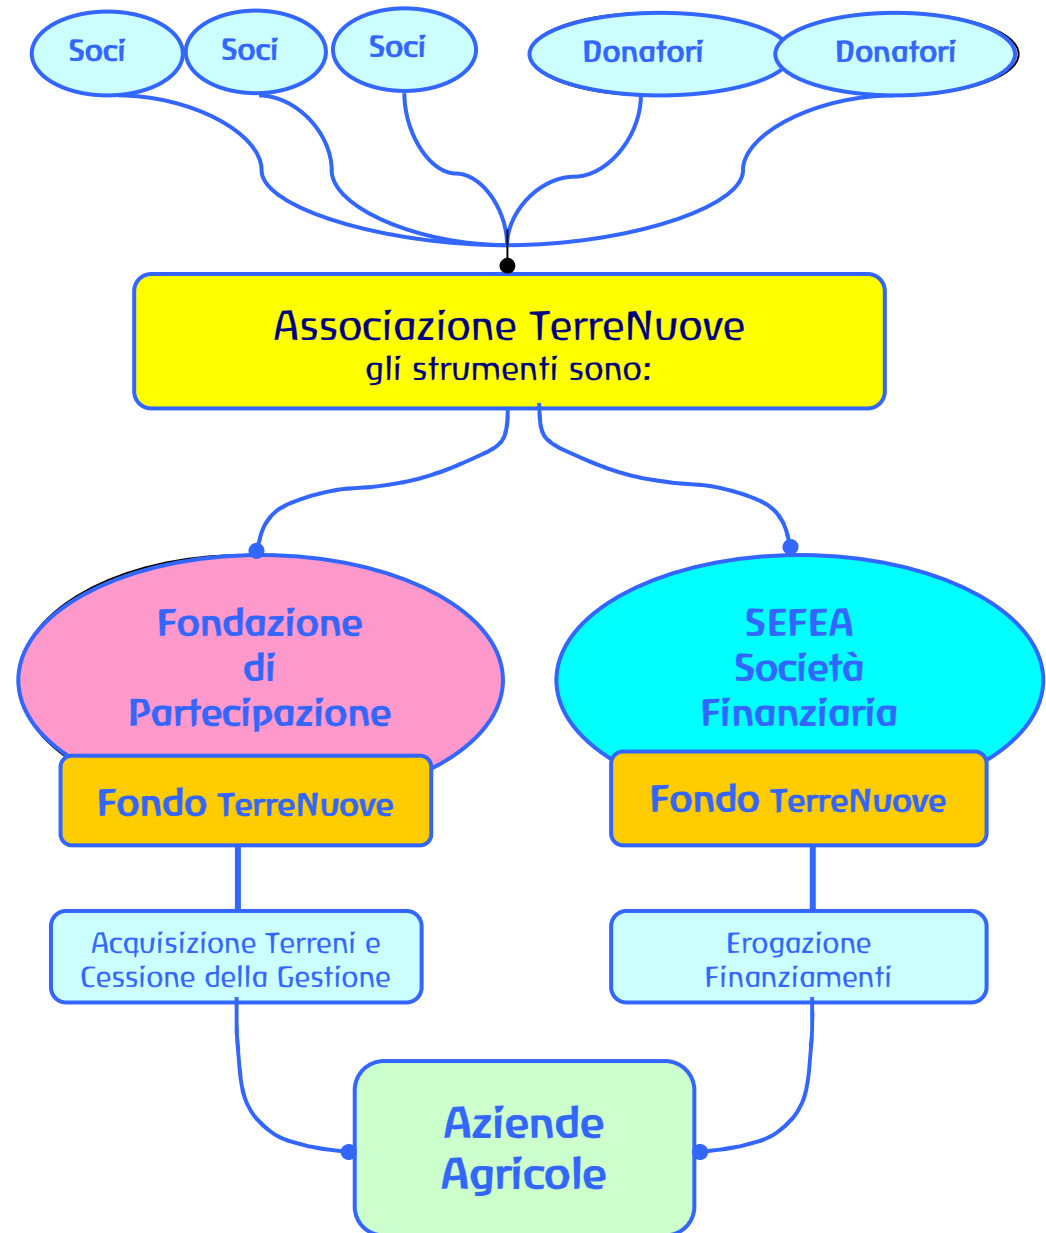 Soci
Soci
Soci
Donatori
Donatori
Associazione TerreNuove
gli strumenti sono:
Fondazione
di
Partecipazione
Fondo TerreNuove
SEFEA
Società
Finanziaria
Fondo TerreNuove
Acquisizione Terreni e
Cessione della Gestione
Erogazione
Finanziamenti
Aziende
Agricole